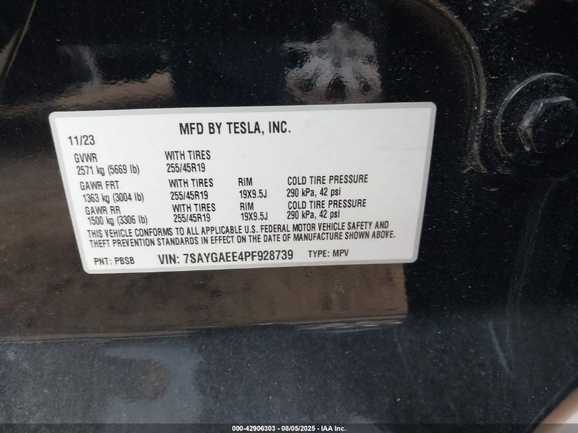 MFD BY TESLA, INC.
11/23
GVWR WITH TIRES
2571 kg (5669 lb) 255/45R19
GAWR FRT WITH TIRES RIM COLD TIRE PRESSURE
1363 kg (3004 lb) 255/45R19 19X9.5J 290 kPa, 42 psi
GAWR RR WITH TIRES RIM COLD TIRE PRESSURE
1500 kg (3306 lb) 255/45R19 19X9.5J 290 kPa, 42 psi
THIS VEHICLE CONFORMS TO ALL APPLICABLE U.S. FEDERAL MOTOR VEHICLE SAFETY AND
THEFT PREVENTION STANDARDS IN EFFECT ON THE DATE OF MANUFACTURE SHOWN ABOVE.
PNT: PBSB VIN: 7SAYGAEE4PF928739 TYPE: MPV
000-42906303 - 08/05/2025 - IAA Inc.